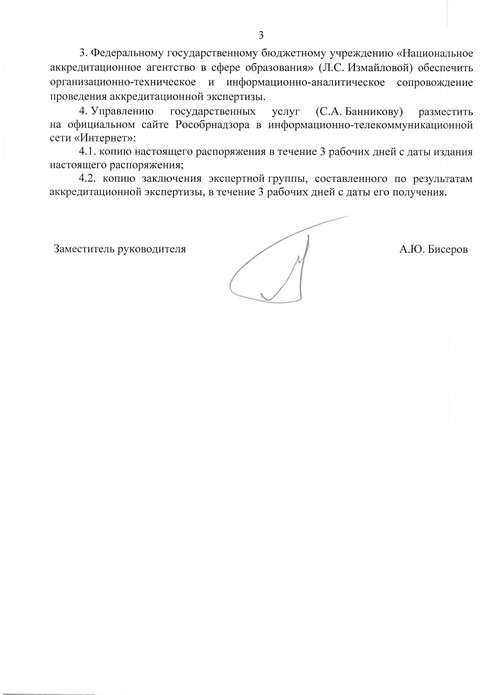 3
3. Федеральному государственному бюджетному учреждению «Национальное
аккредитационное агентство в сфере образования» (Л.С. Измайловой) обеспечить
организационно-техническое и информационно-аналитическое сопровождение
проведения аккредитационной экспертизы.
4. Управлению государственных услуг (С.А. Банникову) разместить
на официальном сайте Рособрнадзора в информационно-телекоммуникационной
сети «Интернет»:
4.1. копию настоящего распоряжения в течение 3 рабочих дней с даты издания
настоящего распоряжения;
4.2. копию заключения экспертной группы, составленного по результатам
аккредитационной экспертизы, в течение 3 рабочих дней с даты его получения.
Заместитель руководителя А.Ю. Бисеров